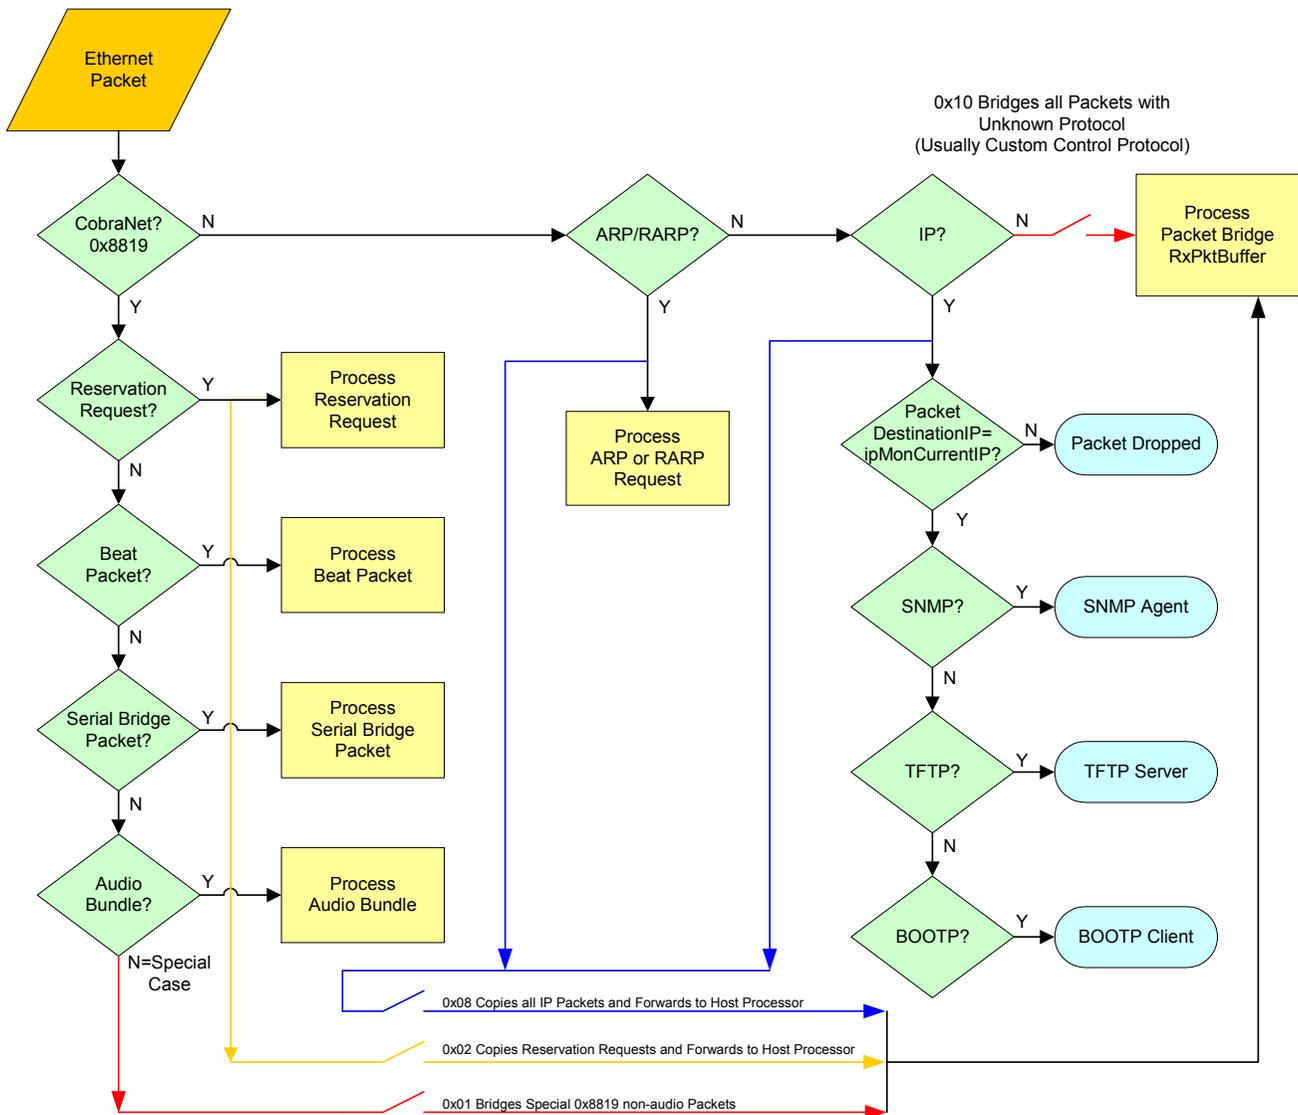 Ethernet
Packet
0x10 Bridges all Packets with
Unknown Protocol
(Usually Custom Control Protocol)
CobraNet?
0x8819
N
ARP/RARP?
N
IP?
N
Process
Packet Bridge
RxPktBuffer
Y
Y
Y
Reservation
Request?
Y
Process
Reservation
Request
Process
ARP or RARP
Request
Packet
DestinationIP=
ipMonCurrentIP?
N
Packet Dropped
N
Y
Beat
Packet?
Y
Process
Beat Packet
SNMP?
Y
SNMP Agent
N
N
Serial Bridge
Packet?
Y
Process
Serial Bridge
Packet
TFTP?
Y
TFTP Server
N
N
Audio
Bundle?
Y
Process
Audio Bundle
BOOTP?
Y
BOOTP Client
N=Special
Case
0x08 Copies all IP Packets and Forwards to Host Processor
0x02 Copies Reservation Requests and Forwards to Host Processor
0x01 Bridges Special 0x8819 non-audio Packets